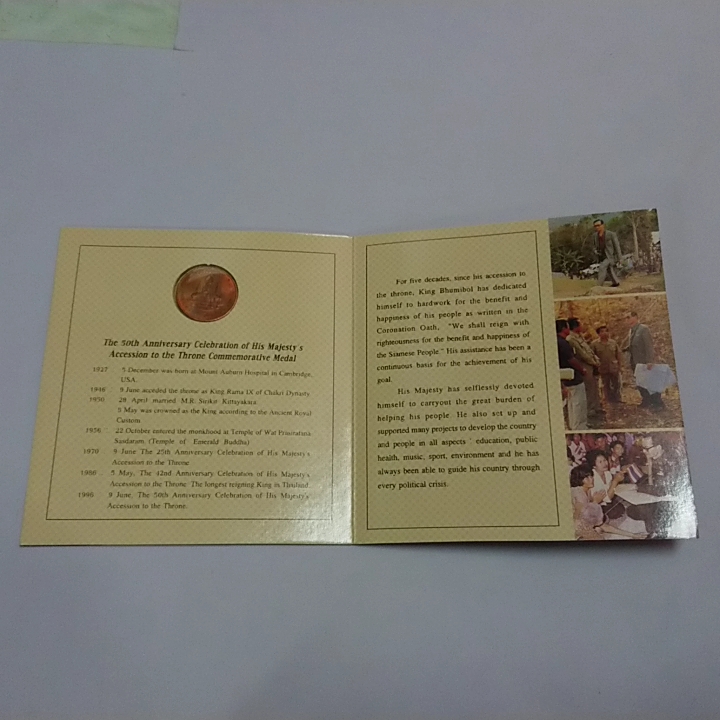 The 50th Anniversary Celebration of His Majesty's
Accession to the Throne Commemorative Medal
1927 5 December was born at Mount Auburn Hospital in Cambridge,
USA.
1946 9 June acceded the throne as King Rama IX of Chakri Dynasty
1950 28 April married M.R. Sirikit Kitiyakara.
5 May was crowned as the King according to the Ancient Royal
Custom
1956 22 October entered the monkhood at Temple of Wat
(Temple of Emerald Buddha)
9 June The 25th Anniversary Celebration of His Majesty's
Accession to the Throne
5 May, The 42nd Anniversary Celebration of His Majesty's
Accession to the Throne. The longest reigning King in Thailand.
1996 9 June, The 50th Anniversary Celebration of His Majesty's
Accession to the Throne.
For five decades, since his accession to
the throne, King Bhumibol has dedicated
himself to hardwork for the benefit and
happiness of his people as written in the
Coronation Oath, "We shall reign with
righteousness for the benefit and happiness of
the Siamese People." His assistance has been a
continuous basis for the achievement of his
goal.
His Majesty has selflessly devoted
himself to carryout the great burden of
helping his people. He also set up and
supported many projects to develop the country
and people in all aspects : education, public
health, music, sport, environment and he has
always been able to guide his country through
every political crisis.